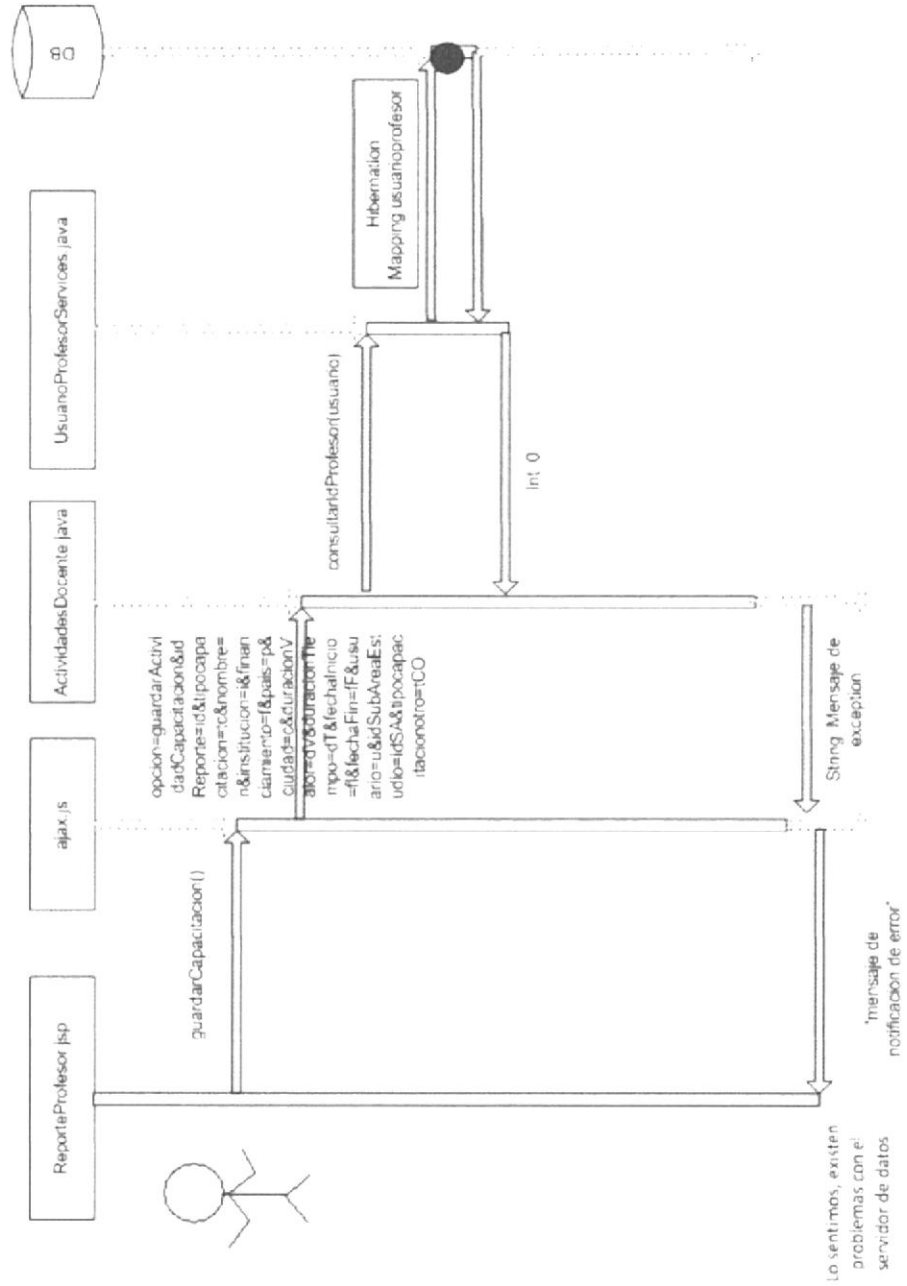 ReporteProfesor.jsp
ajax.js
ActividadesDocente.java
UsuarioProfesorServices.java
DB
guardarCapacitacion()
opcion=guardarActivi
dadCapacitacion&id
Reporte=id&tipocapa
citacion=tc&nombre=
n&institucion=i&finan
ciamiento=f&pais=p&
ciudad=c&duracionV
alor=dV&duracionTie
mpo=dT&fechaInicio
=fI&fechaFin=fF&usu
ario=u&idSubAreaEst
udio=idSA&tipocapac
itacionotro=tCO
consultarIdProfesor(usuario)
Hibernation
Mapping usuarioprofesor
Int 0
String Mensaje de
exception
"mensaje de
notificacion de error"
Lo sentimos, existen
problemas con el
servidor de datos